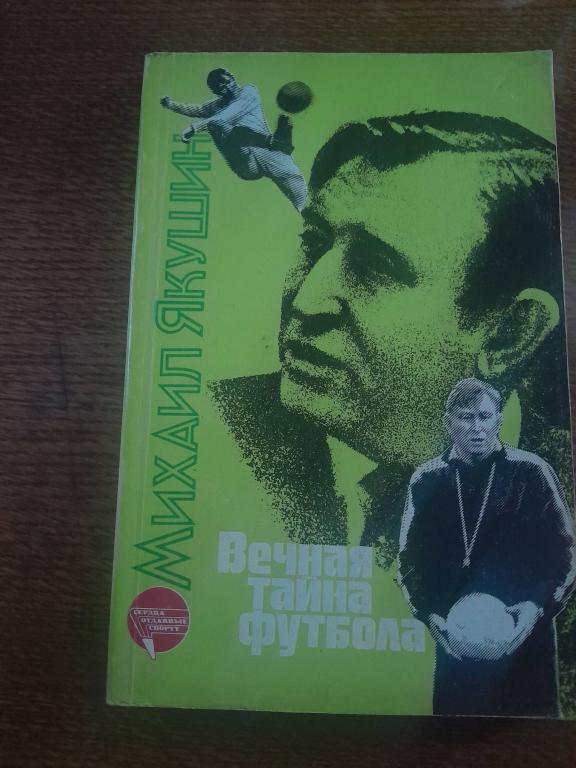 Михаил Якушин
Вечная
тайна
футбола
СЕРДЦА
ОТДАННЫЕ
СПОРТУ